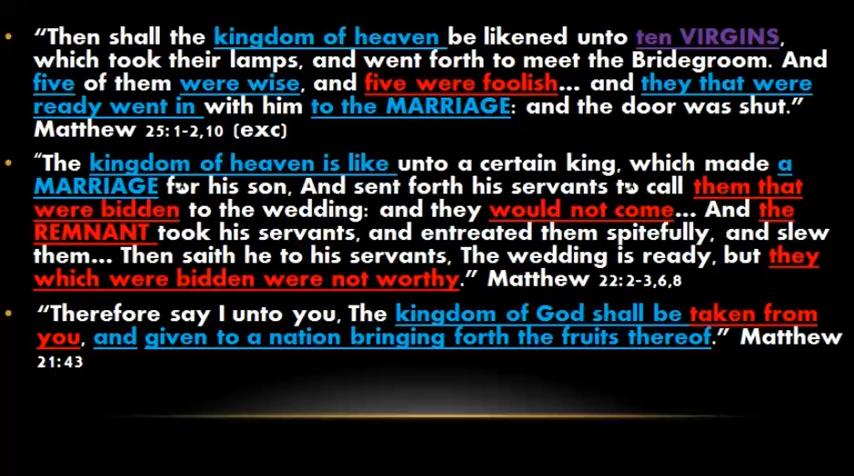 • “Then shall the kingdom of heaven be likened unto ten VIRGINS,
which took their lamps, and went forth to meet the Bridegroom. And
five of them were wise, and five were foolish... and they that were
ready went in with him to the MARRIAGE: and the door was shut.”
Matthew 25:1-2,10 (exc)
• “The kingdom of heaven is like unto a certain king, which made a
MARRIAGE for his son, And sent forth his servants to call them that
were bidden to the wedding: and they would not come... And the
REMNANT took his servants, and entreated them spitefully, and slew
them... Then saith he to his servants, The wedding is ready, but they
which were bidden were not worthy.” Matthew 22:2-3,6,8
• “Therefore say I unto you, The kingdom of God shall be taken from
you, and given to a nation bringing forth the fruits thereof.” Matthew
21:43